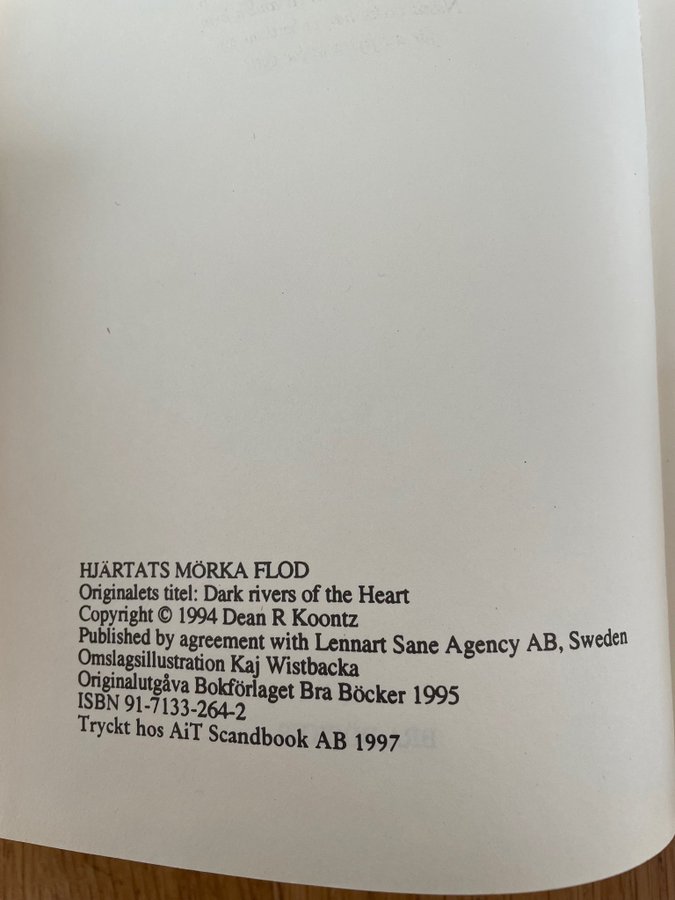 HJÄRTATS MÖRKA FLOD
Originalets titel: Dark rivers of the Heart
Copyright © 1994 Dean R Koontz
Published by agreement with Lennart Sane Agency AB, Sweden
Omslagsillustration Kaj Wistbacka
Originalutgåva Bokförlaget Bra Böcker 1995
ISBN 91-7133-264-2
Tryckt hos AiT Scandbook AB 1997